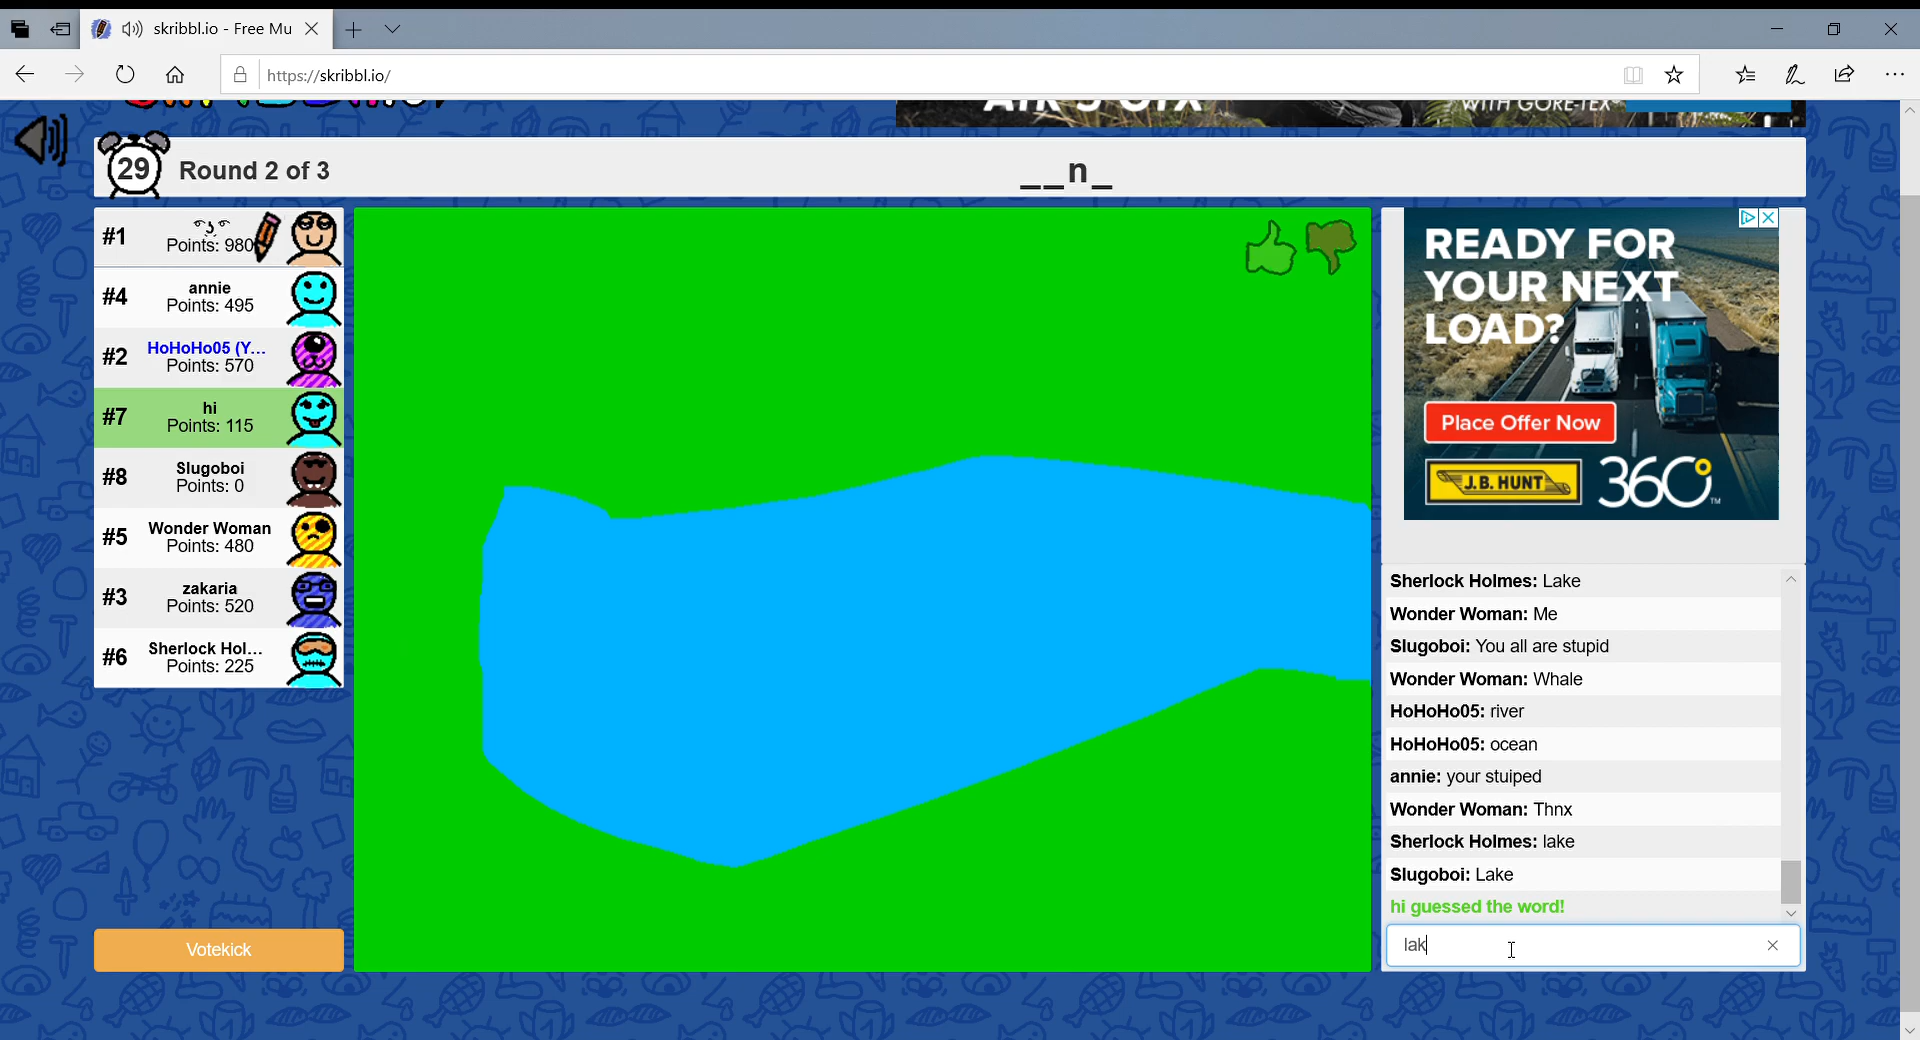 skribbl.io - Free Mu
https://skribbl.io/
WITH GORE-TEX
29
Round 2 of 3
__n_
#1
Points: 980
#4
annie
Points: 495
#2
HoHoHo05 (Y...
Points: 570
#7
hi
Points: 115
#8
Slugoboi
Points: 0
#5
Wonder Woman
Points: 480
#3
zakaria
Points: 520
#6
Sherlock Hol...
Points: 225
Votekick
READY FOR
YOUR NEXT
LOAD?
Place Offer Now
J.B. HUNT
360
TM
Sherlock Holmes: Lake
Wonder Woman: Me
Slugoboi: You all are stupid
Wonder Woman: Whale
HoHoHo05: river
HoHoHo05: ocean
annie: your stuiped
Wonder Woman: Thnx
Sherlock Holmes: lake
Slugoboi: Lake
hi guessed the word!
lak